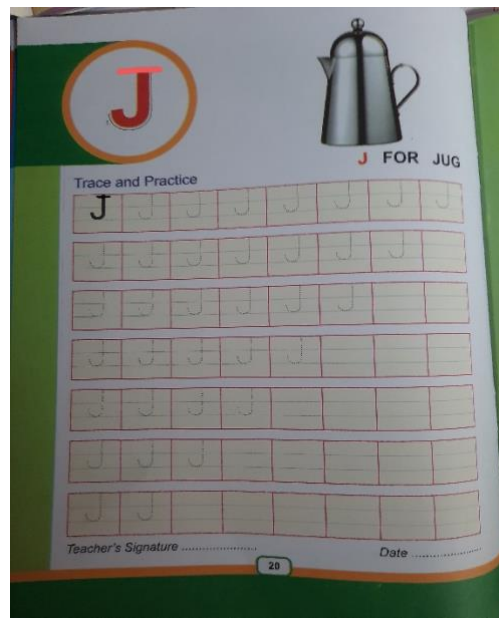 J
J FOR JUG
Trace and Practice
J J J J J J J J
J J J J J J J
J J J J J J
J J J J J
J J J J
J J J
J J
Teacher's Signature ........................ Date .....................
20